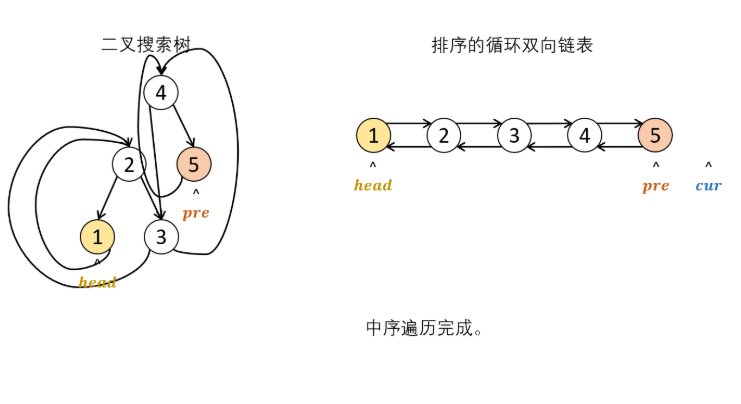 二叉搜索树
4
2
5
^
pre
1
3
^
head
排序的循环双向链表
1 2 3 4 5
^ ^ ^
head pre cur
中序遍历完成。